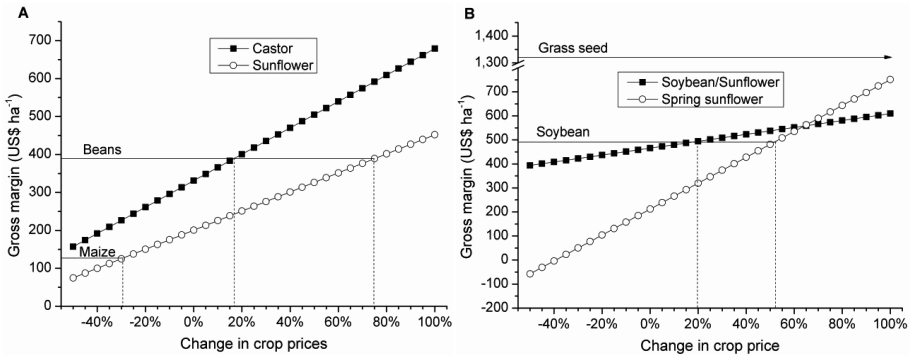 A
Gross margin (US$ ha⁻¹)
700
600
500
400
300
200
100
0
Castor
Sunflower
Beans
Maize
-40% -20% 0% 20% 40% 60% 80% 100%
Change in crop prices
B
Gross margin (US$ ha⁻¹)
1,400
1,300
700
600
500
400
300
200
100
0
-100
-200
Grass seed
Soybean/Sunflower
Spring sunflower
Soybean
-40% -20% 0% 20% 40% 60% 80% 100%
Change in crop price